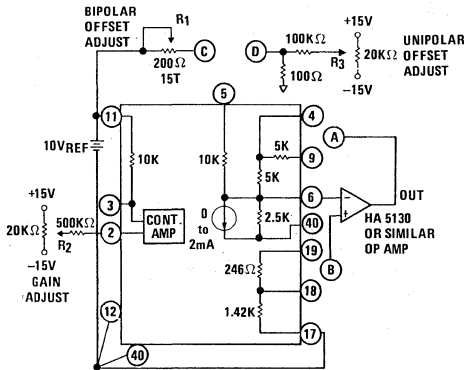 BIPOLAR
OFFSET
ADJUST
R1
C
200Ω
15T
D
100KΩ
R3
100Ω
+15V
20KΩ
−15V
UNIPOLAR
OFFSET
ADJUST
5
11
10VREF
10K
10K
4
5K
9
5K
A
3
CONT.
AMP
0
to
2mA
6
2.5K
40
−
+
OUT
HA 5130
OR SIMILAR
OP AMP
B
+15V
500KΩ
20KΩ
R2
2
−15V
GAIN
ADJUST
19
246Ω
18
1.42K
12
17
40